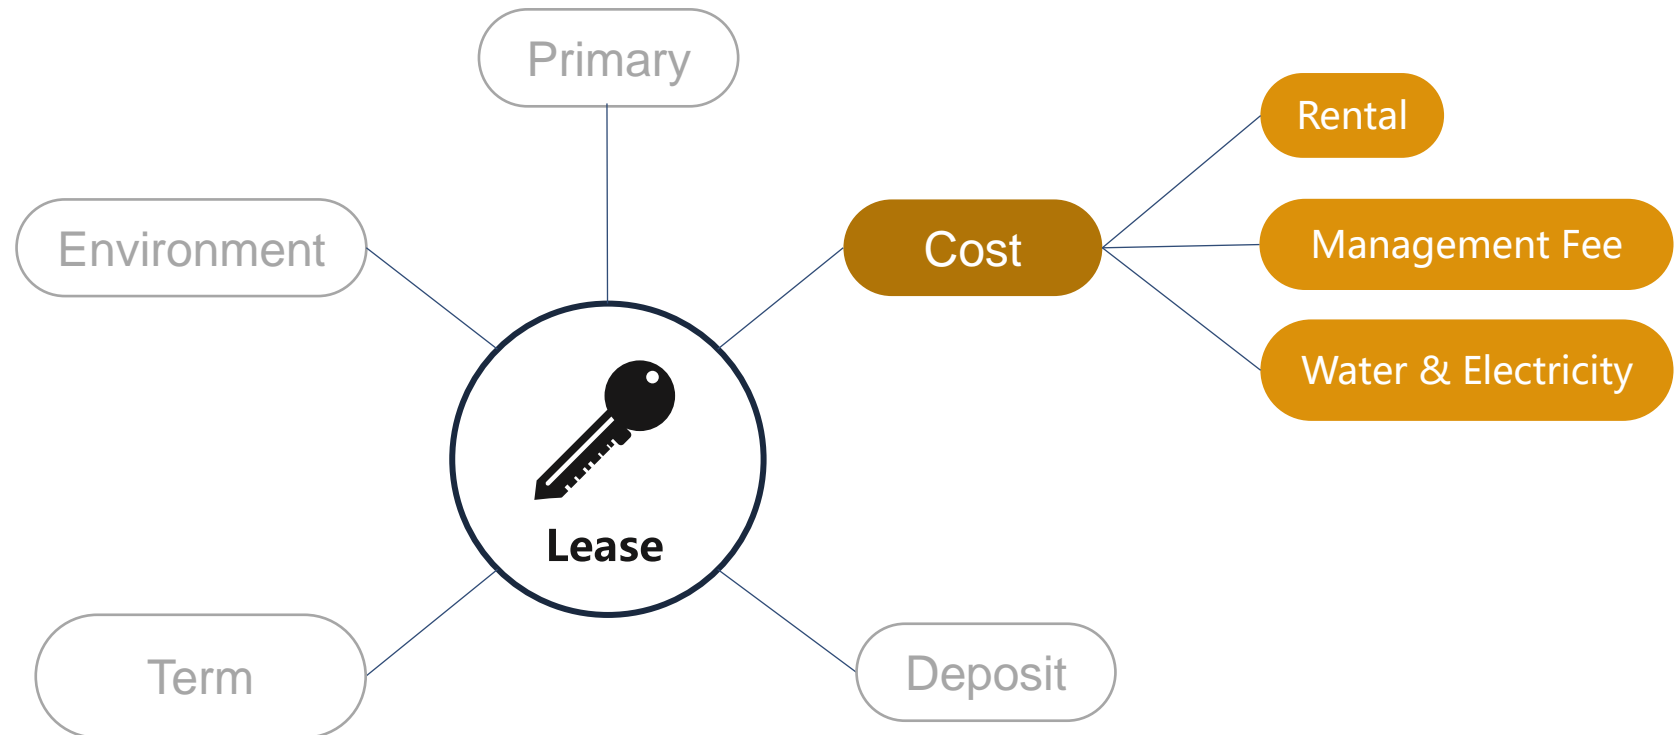 Primary
Rental
Environment
Cost
Management Fee
Water & Electricity
Lease
Term
Deposit